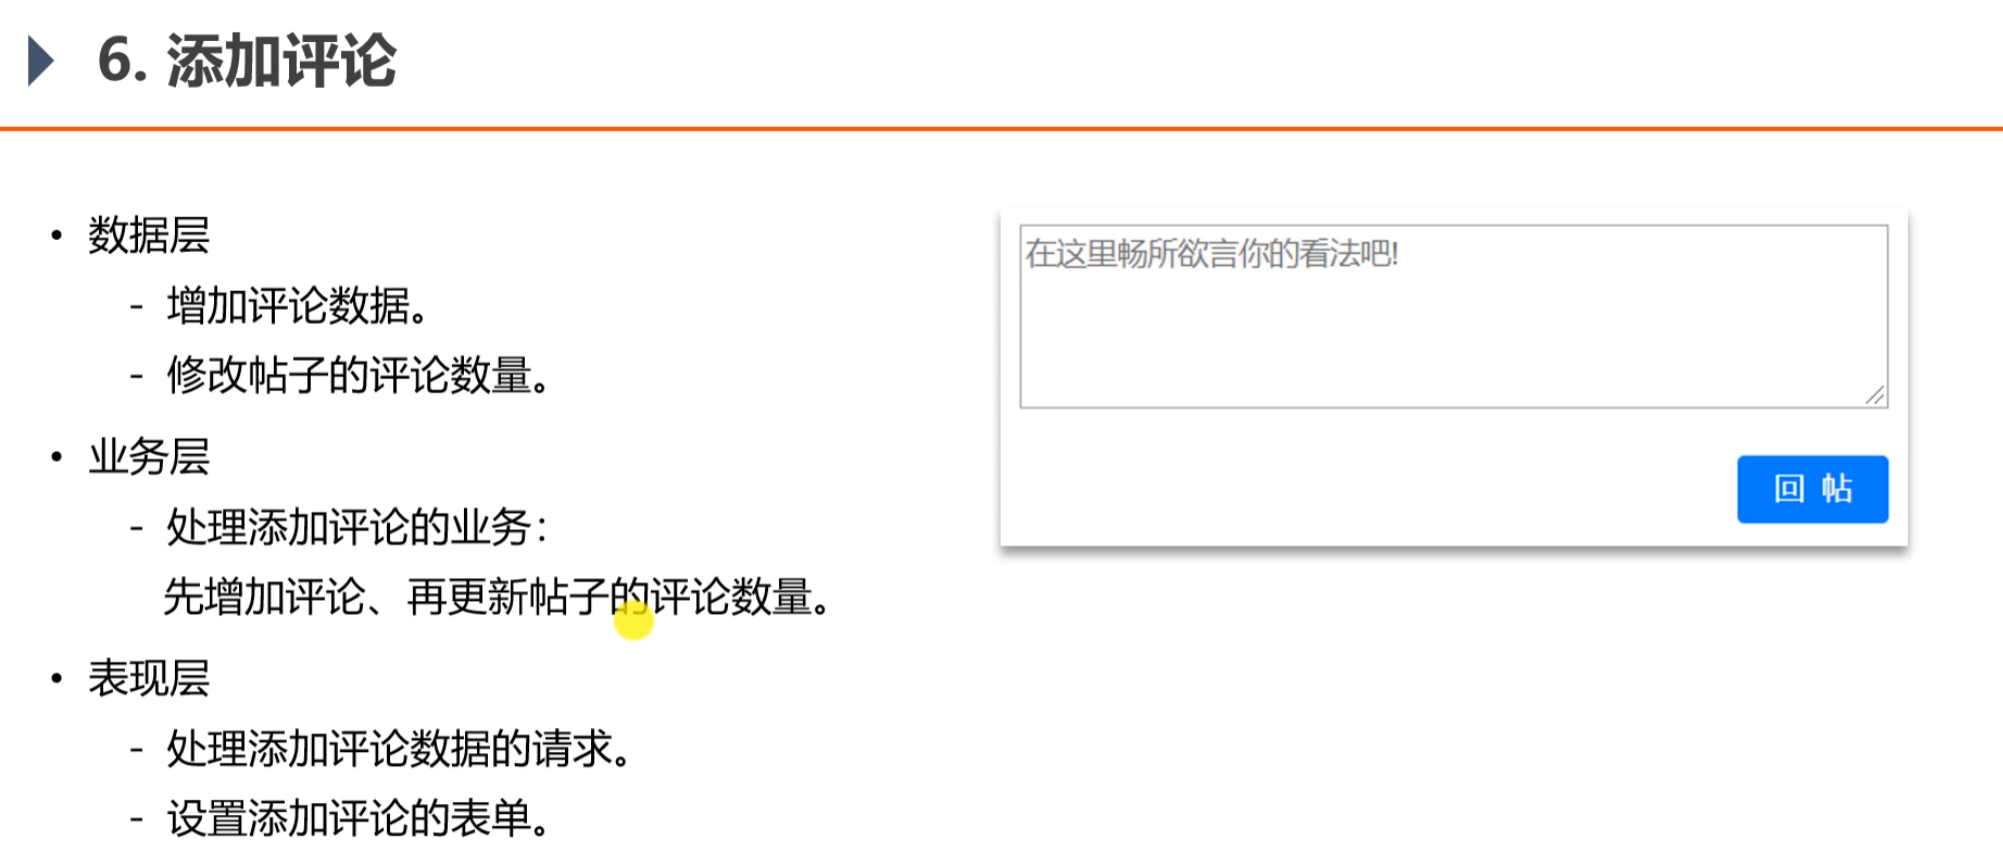 6. 添加评论
• 数据层
- 增加评论数据。
- 修改帖子的评论数量。
• 业务层
- 处理添加评论的业务：
先增加评论、再更新帖子的评论数量。
• 表现层
- 处理添加评论数据的请求。
- 设置添加评论的表单。
在这里畅所欲言你的看法吧!
回 帖